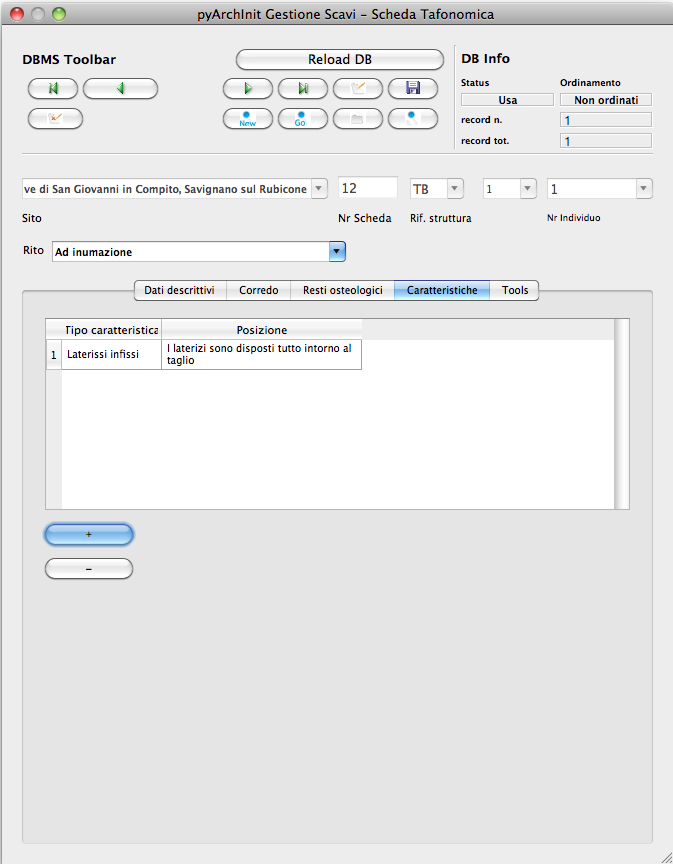 pyArchInit Gestione Scavi – Scheda Tafonomica
DBMS Toolbar
Reload DB
DB Info
Status
Ordinamento
Usa
Non ordinati
record n.
1
record tot.
1
New
Go
ve di San Giovanni in Compito, Savignano sul Rubicone
12
TB
1
1
Sito
Nr Scheda
Rif. struttura
Nr Individuo
Rito
Ad inumazione
Dati descrittivi
Corredo
Resti osteologici
Caratteristiche
Tools
Tipo caratteristica
Posizione
1
Laterissi infissi
I laterizi sono disposti tutto intorno al
taglio
+
–